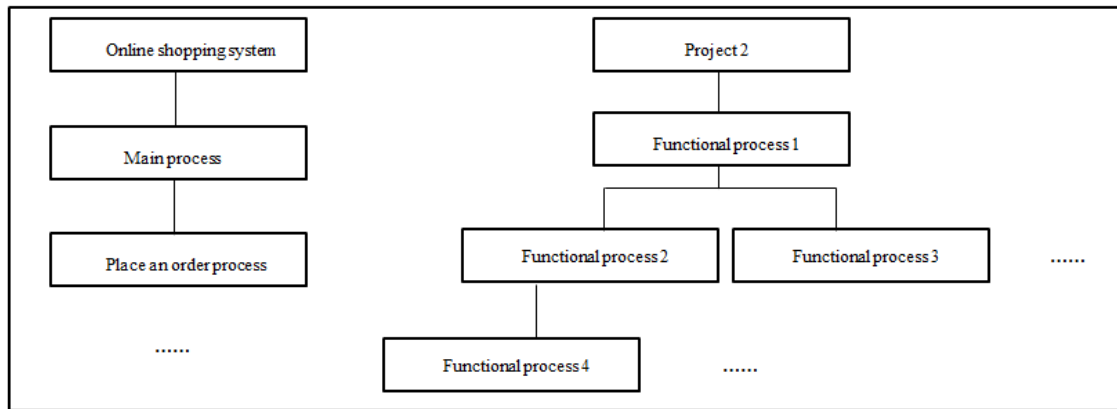 Online shopping system
Project 2
Main process
Functional process 1
Place an order process
Functional process 2
Functional process 3
......
......
Functional process 4
......